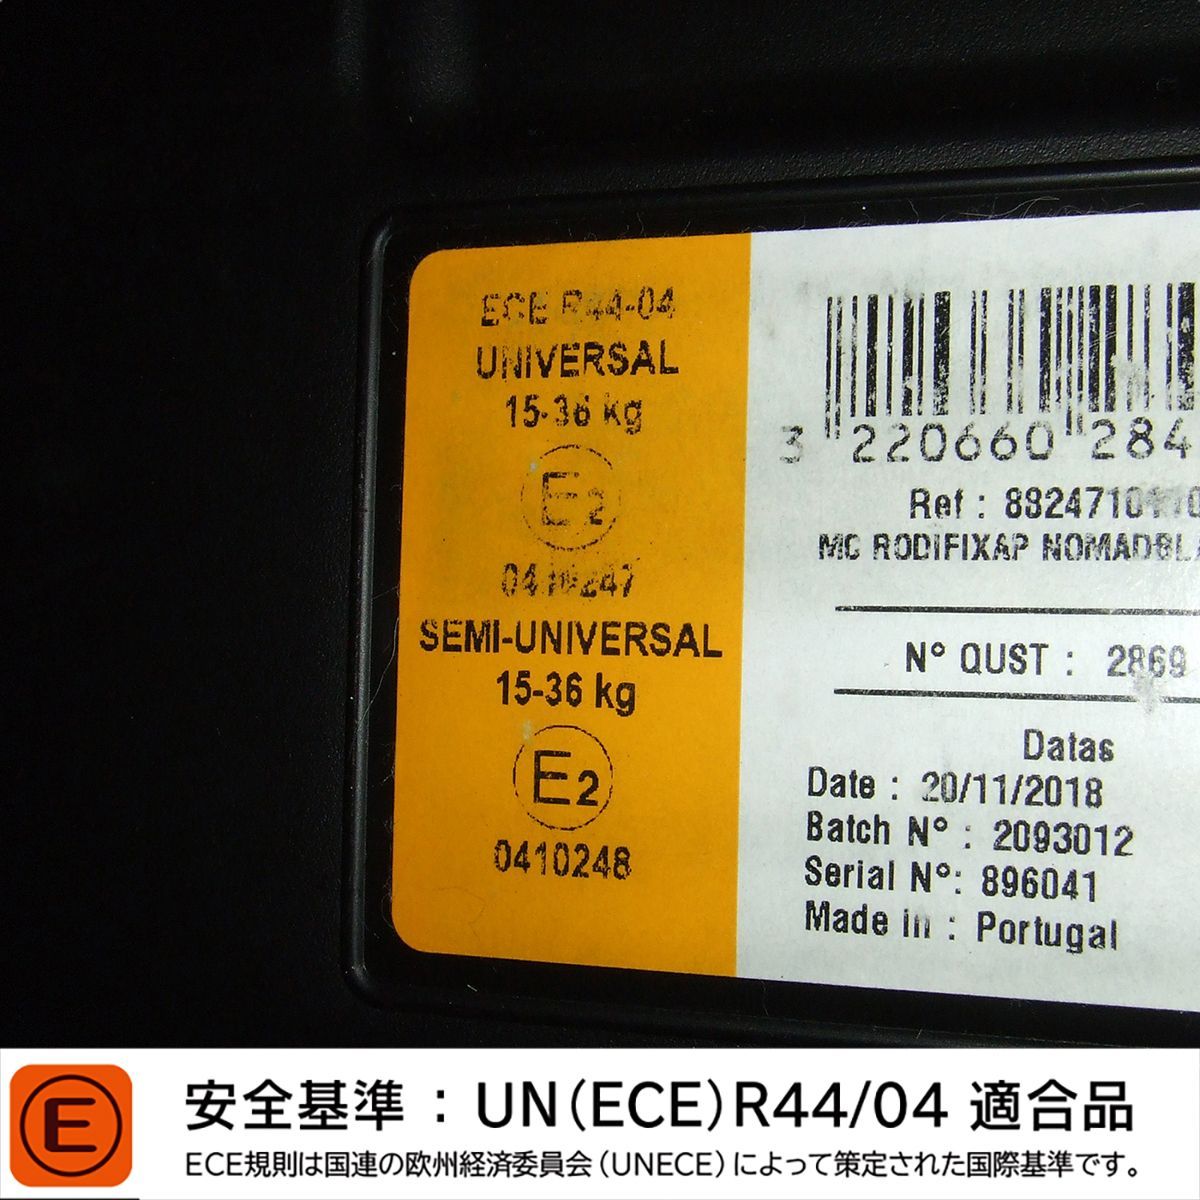 ECE R44-04
UNIVERSAL
15-36 kg
E2
SEMI-UNIVERSAL
15-36 kg
E2
0410248
3 220660 284
Ref :
MC RODIFIXAP
N° QUST : 2869
Datas
Date : 20/11/2018
Batch N° : 2093012
Serial N°: 896041
Made in : Portugal
E
安全基準 : UN(ECE)R44/04 適合品
ECE規則は国連の欧州経済委員会(UNECE)によって策定された国際基準です。